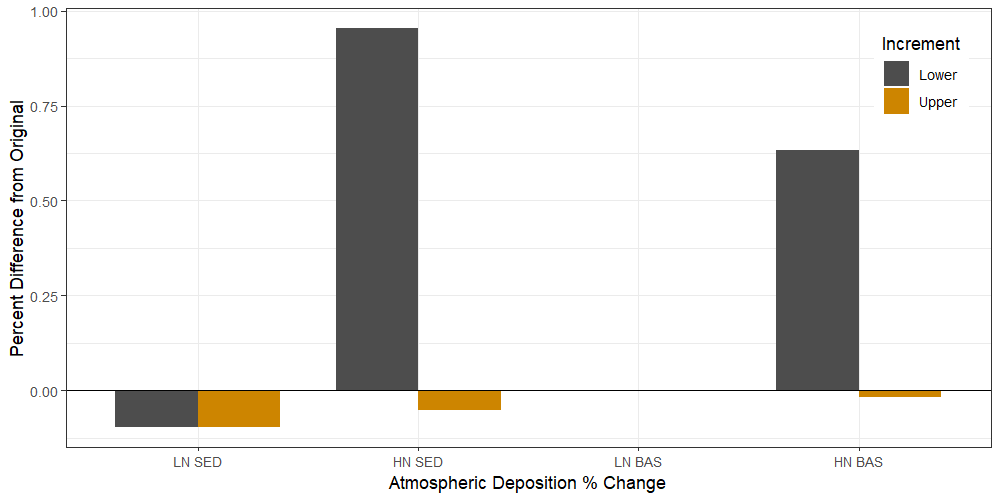 Percent Difference from Original
1.00
0.75
0.50
0.25
0.00
Increment
Lower
Upper
LN SED
HN SED
LN BAS
HN BAS
Atmospheric Deposition % Change